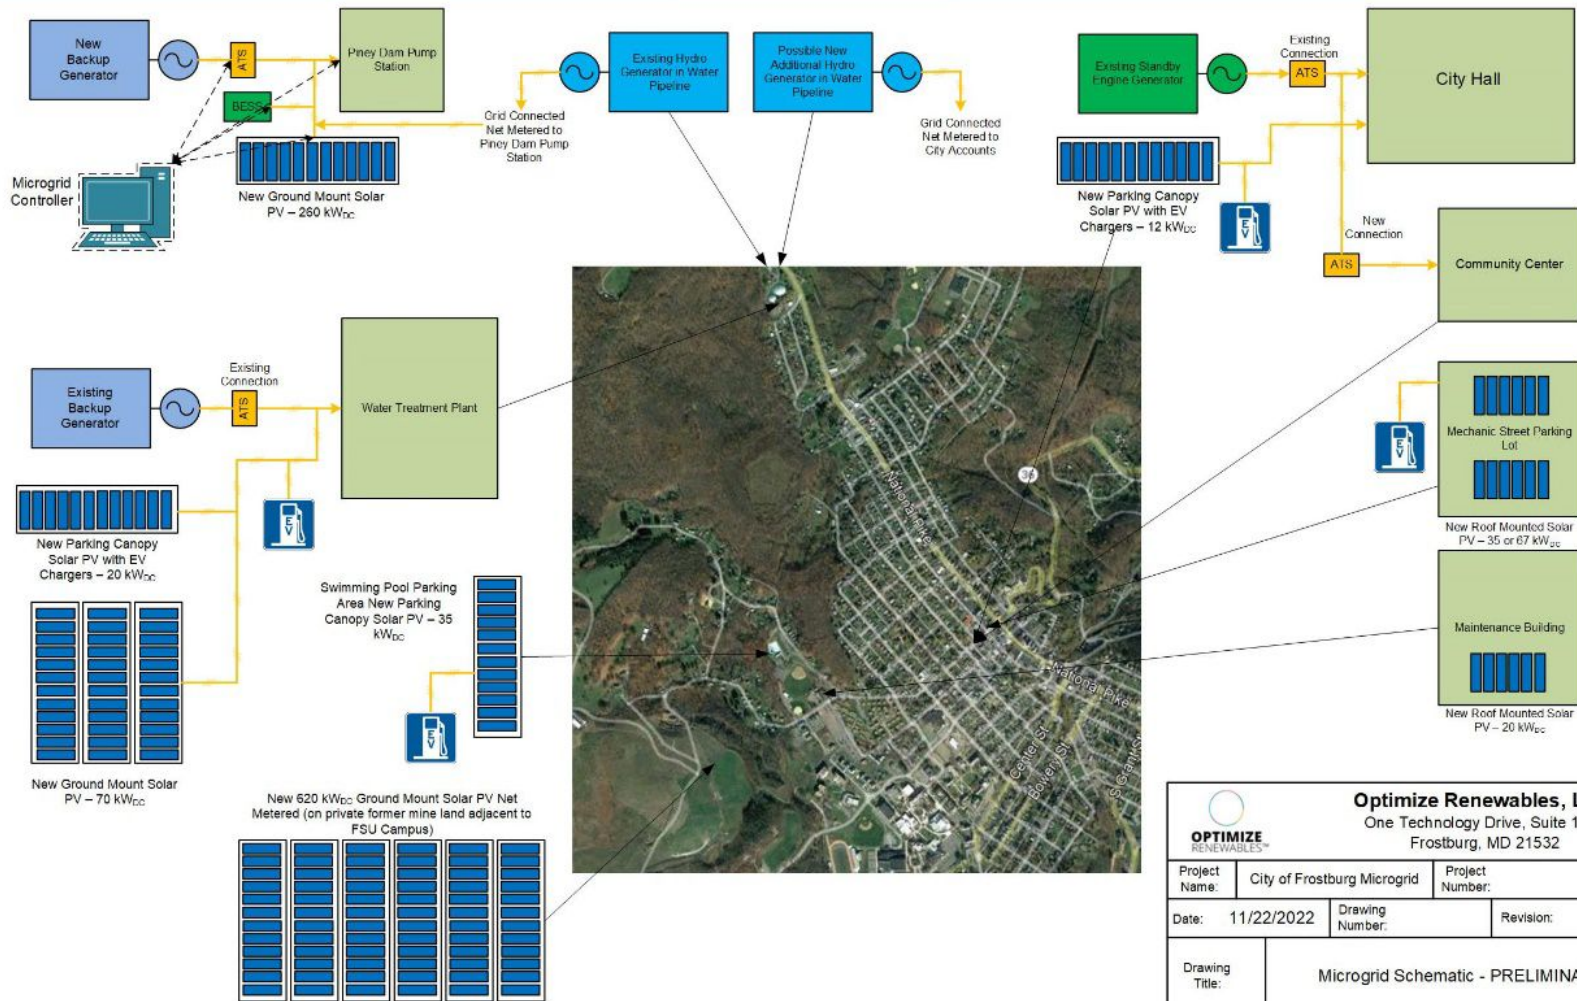 New
Backup
Generator
ATS
Piney Dam Pump
Station
BESS
Microgrid
Controller
New Ground Mount Solar
PV – 260 kWDC
Existing Hydro
Generator in Water
Pipeline
Grid Connected
Net Metered to
Piney Dam Pump
Station
Possible New
Additional Hydro
Generator in Water
Pipeline
Grid Connected
Net Metered to
City Accounts
Existing Standby
Engine Generator
Existing
Connection
ATS
City Hall
New Parking Canopy
Solar PV with EV
Chargers – 12 kWDC
EV
New
Connection
ATS
Community Center
Existing
Backup
Generator
Existing
Connection
ATS
Water Treatment Plant
New Parking Canopy
Solar PV with EV
Chargers – 20 kWDC
EV
New Ground Mount Solar
PV – 70 kWDC
Swimming Pool Parking
Area New Parking
Canopy Solar PV – 35
kWDC
EV
New 620 kWDC Ground Mount Solar PV Net
Metered (on private former mine land adjacent to
FSU Campus)
36
National Pike
National Pike
Center St
Bowery St
S Grant St
EV
Mechanic Street Parking
Lot
New Roof Mounted Solar
PV – 35 or 67 kWDC
Maintenance Building
New Roof Mounted Solar
PV – 20 kWDC
OPTIMIZE
RENEWABLES™
Optimize Renewables, L
One Technology Drive, Suite 1
Frostburg, MD 21532
Project
Name:
City of Frostburg Microgrid
Project
Number:
Date:
11/22/2022
Drawing
Number:
Revision:
Drawing
Title:
Microgrid Schematic - PRELIMINA